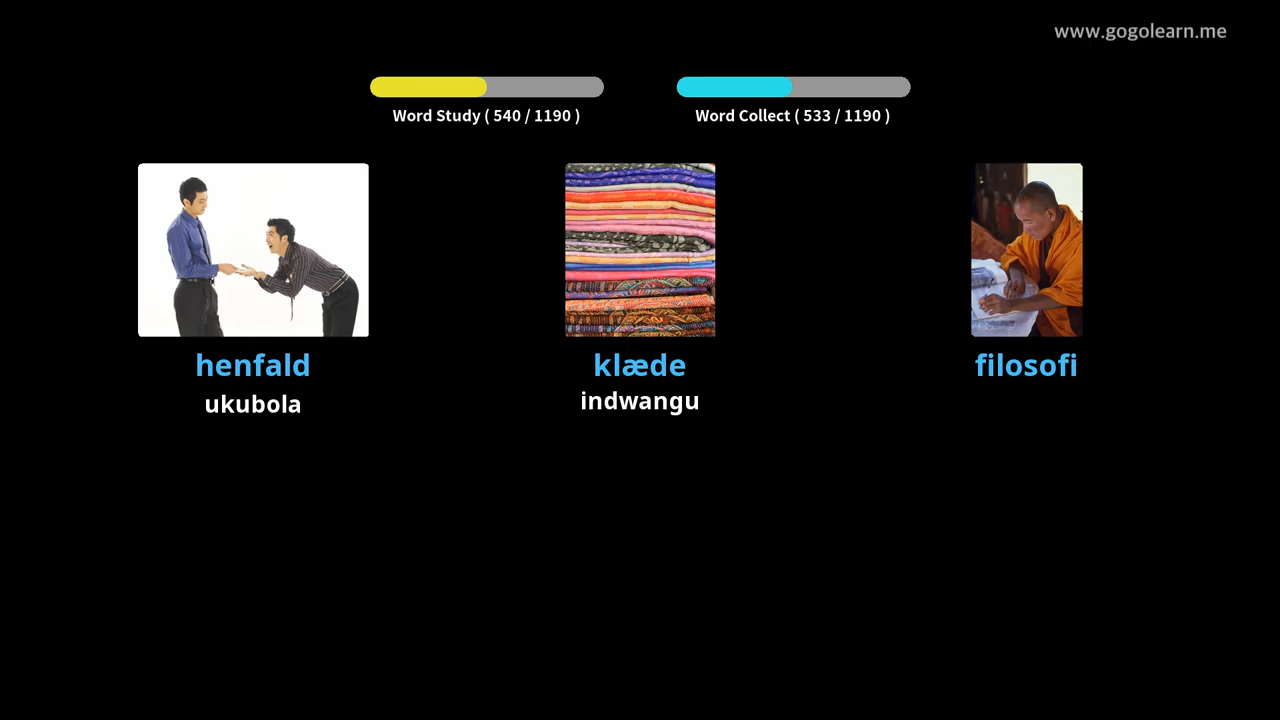 www.gogolearn.me
Word Study ( 540 / 1190 )
Word Collect ( 533 / 1190 )
henfald
klæde
filosofi
ukubola
indwangu